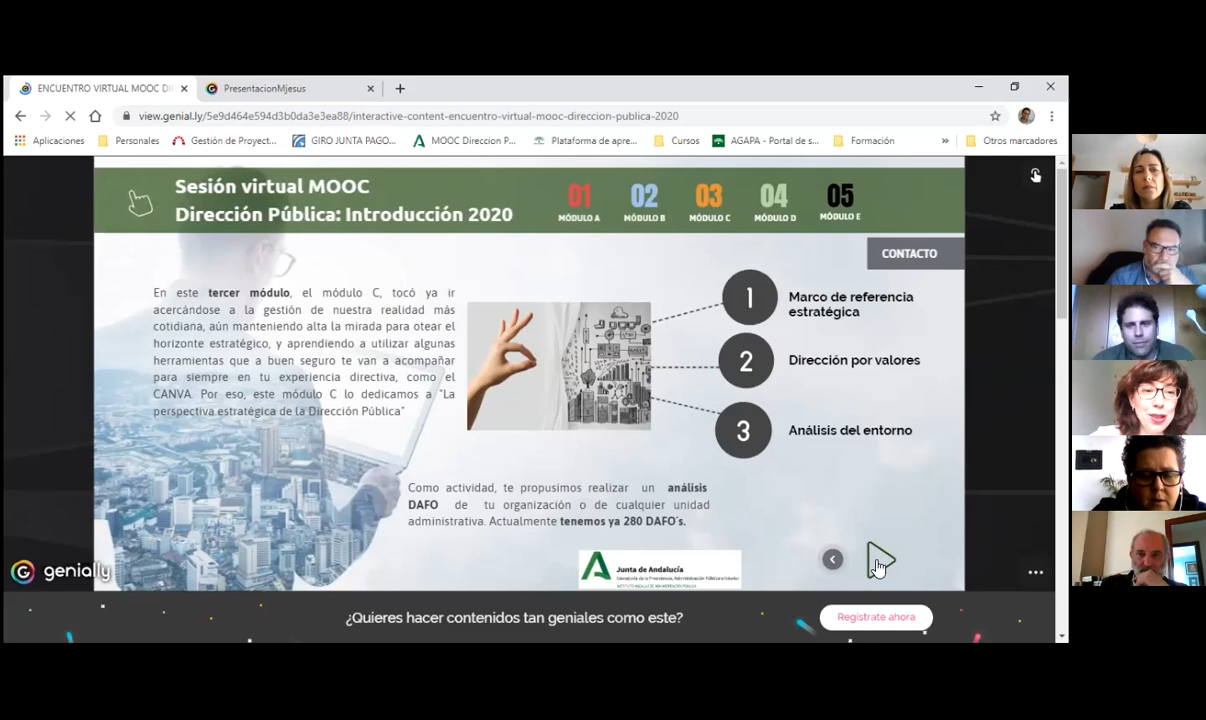 ENCUENTRO VIRTUAL MOOC DI
PresentacionMjesus
view.genial.ly/5e9d464e594d3b0da3e3ea88/interactive-content-encuentro-virtual-mooc-direccion-publica-2020
Aplicaciones
Personales
Gestión de Proyect...
GIRO JUNTA PAGO...
MOOC Direccion P...
Plataforma de apre...
Cursos
AGAPA - Portal de s...
Formación
»
Otros marcadores
Sesión virtual MOOC
Dirección Pública: Introducción 2020
01 02 03 04 05
MÓDULO A MÓDULO B MÓDULO C MÓDULO D MÓDULO E
CONTACTO
En este tercer módulo, el módulo C, tocó ya ir
acercándose a la gestión de nuestra realidad más
cotidiana, aún manteniendo alta la mirada para otear el
horizonte estratégico, y aprendiendo a utilizar algunas
herramientas que a buen seguro te van a acompañar
para siempre en tu experiencia directiva, como el
CANVA. Por eso, este módulo C lo dedicamos a "La
perspectiva estratégica de la Dirección Pública"
1
Marco de referencia
estratégica
2
Dirección por valores
3
Análisis del entorno
Como actividad, te propusimos realizar un análisis
DAFO de tu organización o de cualquier unidad
administrativa. Actualmente tenemos ya 280 DAFO´s.
Junta de Andalucía
genially
¿Quieres hacer contenidos tan geniales como este?
Regístrate ahora